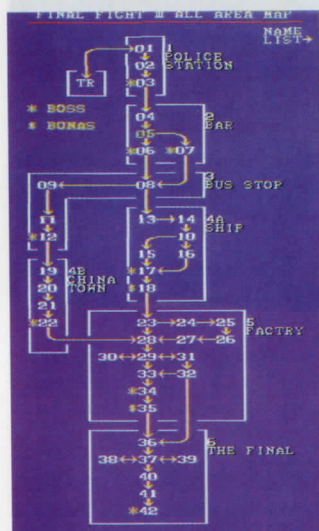 FINAL FIGHT III ALL AREA MAP
NAME
LIST→
01 1
POLICE
STATION
02
TR *03
* BOSS
* BONAS
04 2
BAR
05
*06 *07
3
BUS STOP
09 08
11 13 14 4A
SHIP
10
*12 15 16
19 4B
CHINA
TOWN
*17
20 *18
21
*22 23 24 25 5
FACTRY
28 27 26
30 29 31
33 32
*34
*35
36 6
THE FINAL
38 37 39
40
41
*42